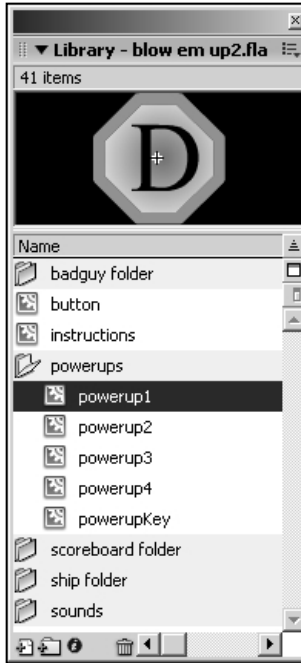 Library - blow em up2.fla
41 items
D
Name
badguy folder
button
instructions
powerups
powerup1
powerup2
powerup3
powerup4
powerupKey
scoreboard folder
ship folder
sounds